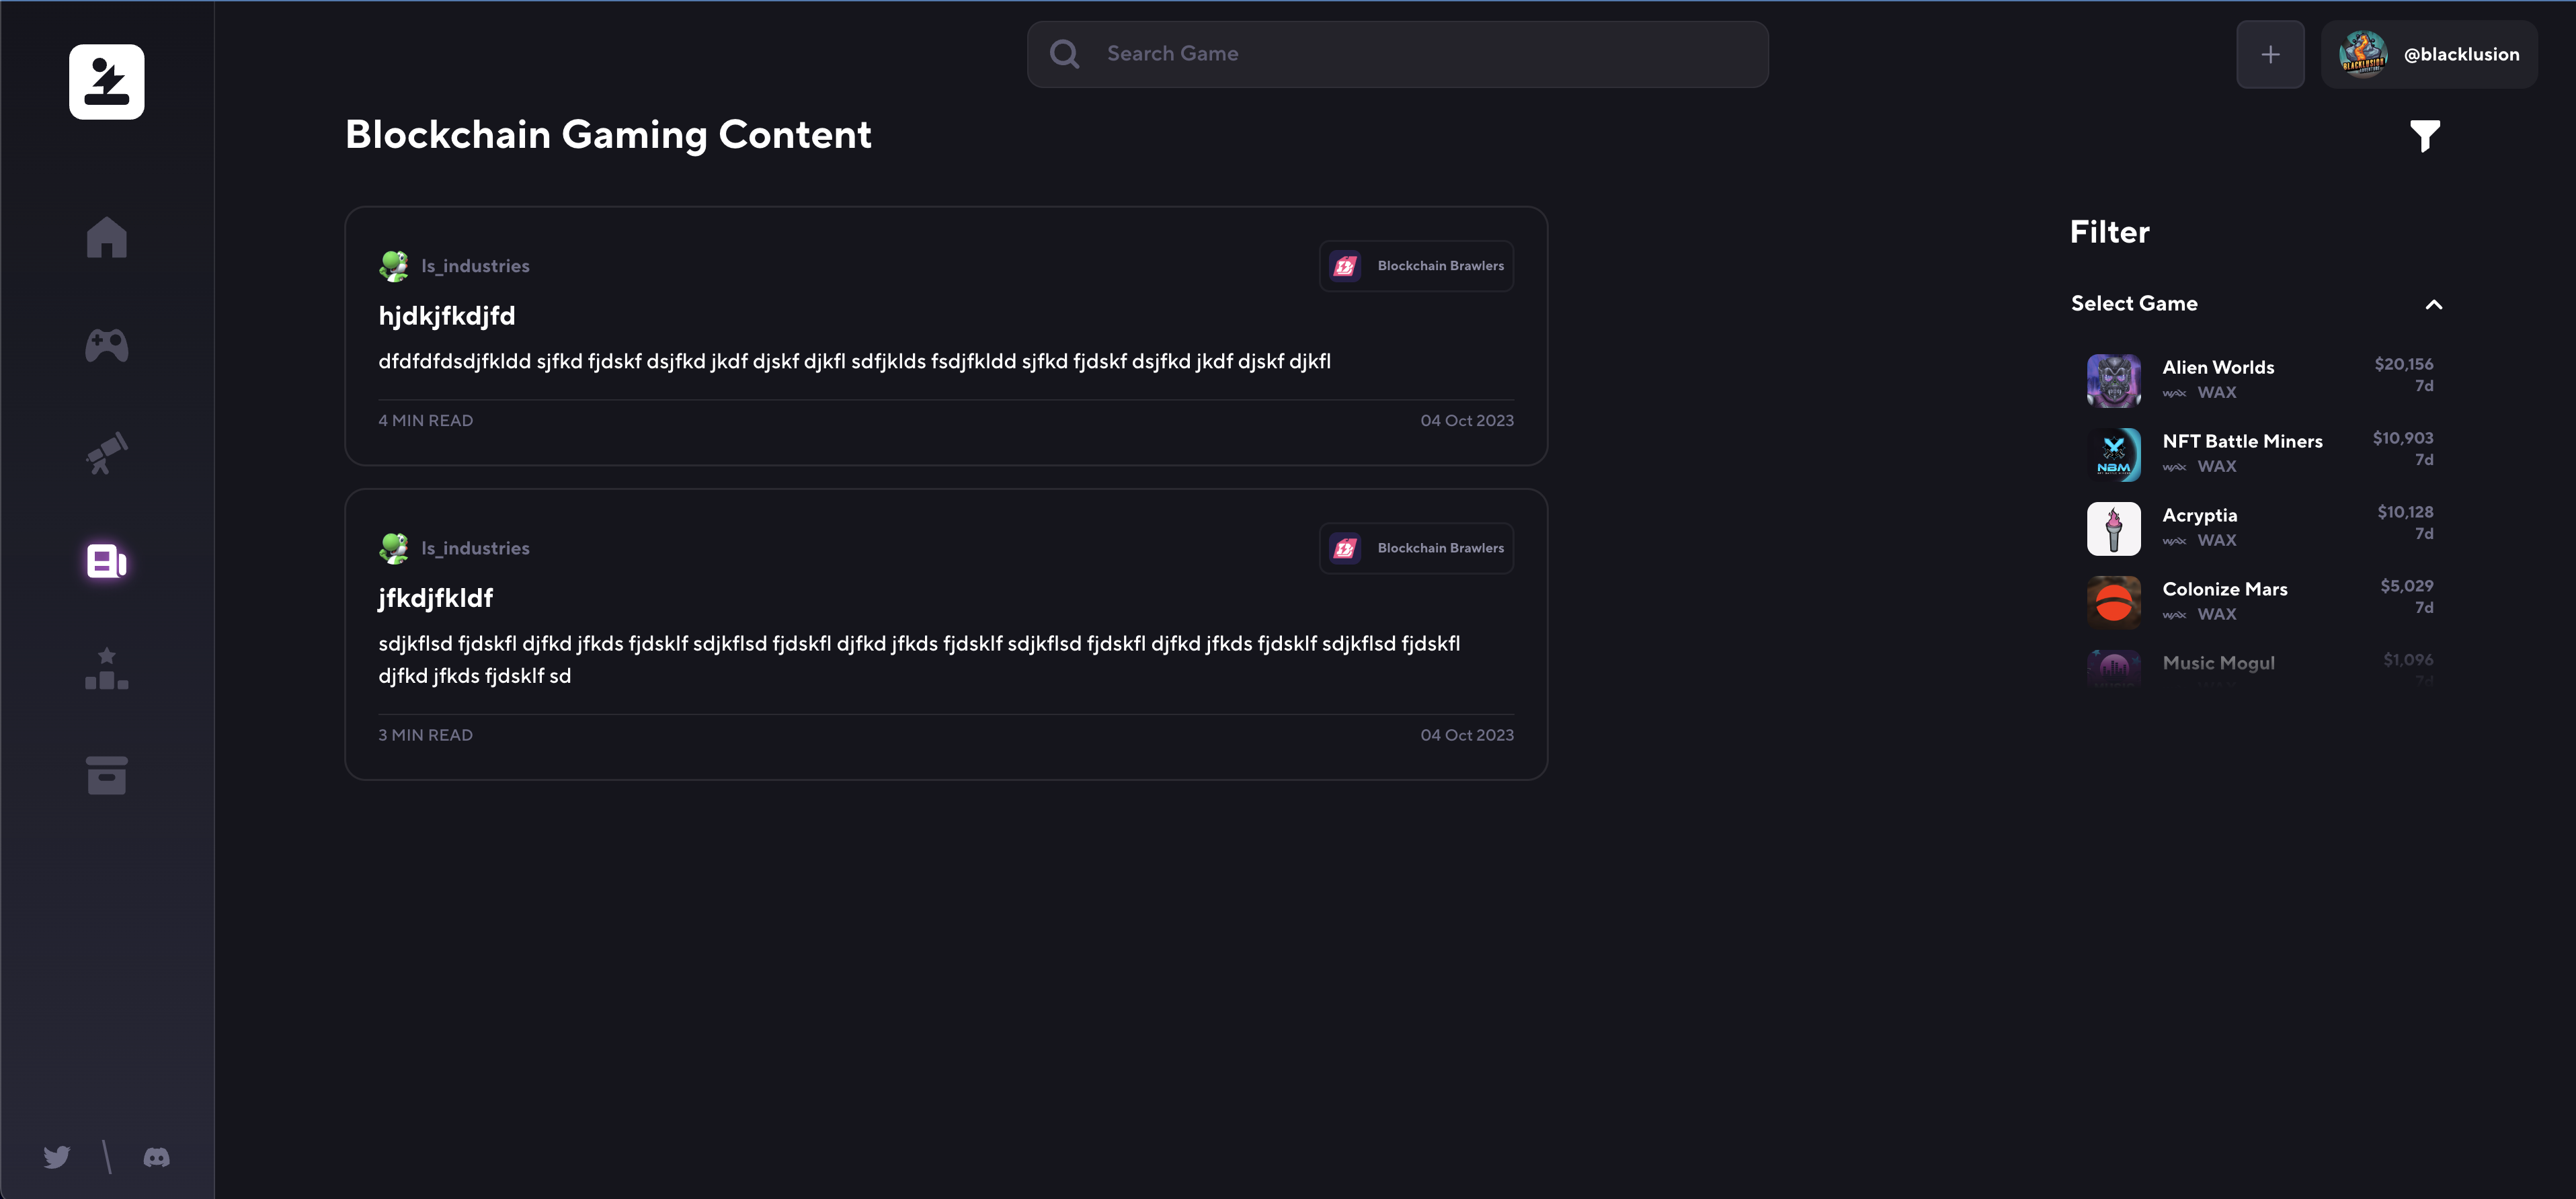 Search Game
+
@blacklusion
Blockchain Gaming Content
ls_industries
Blockchain Brawlers
hjdkjfkdjfd
dfdfdfdsdjfkldd sjfkd fjdskf dsjfkd jkdf djskf djkfl sdfjklds fsdjfkldd sjfkd fjdskf dsjfkd jkdf djskf djkfl
4 MIN READ
04 Oct 2023
ls_industries
Blockchain Brawlers
jfkdjfkldf
sdjkflsd fjdskfl djfkd jfkds fjdsklf sdjkflsd fjdskfl djfkd jfkds fjdsklf sdjkflsd fjdskfl djfkd jfkds fjdsklf sdjkflsd fjdskfl
djfkd jfkds fjdsklf sd
3 MIN READ
04 Oct 2023
Filter
Select Game
Alien Worlds
$20,156
WAX
7d
NBM
NFT Battle Miners
$10,903
WAX
7d
Acryptia
$10,128
WAX
7d
Colonize Mars
$5,029
WAX
7d
Music Mogul
$1,096
7d